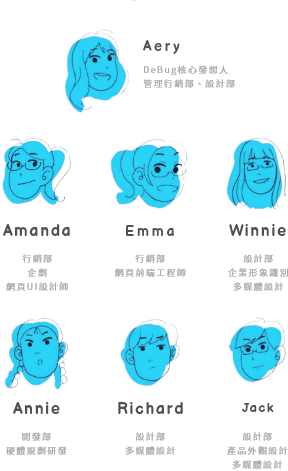 Aery
DeBug核心發想人
管理行銷部、設計部
Amanda
行銷部
企劃
網頁UI設計師
Emma
行銷部
網頁前端工程師
Winnie
設計部
企業形象識別
多媒體設計
Annie
開發部
硬體規劃研發
Richard
設計部
多媒體設計
Jack
設計部
產品外觀設計
多媒體設計